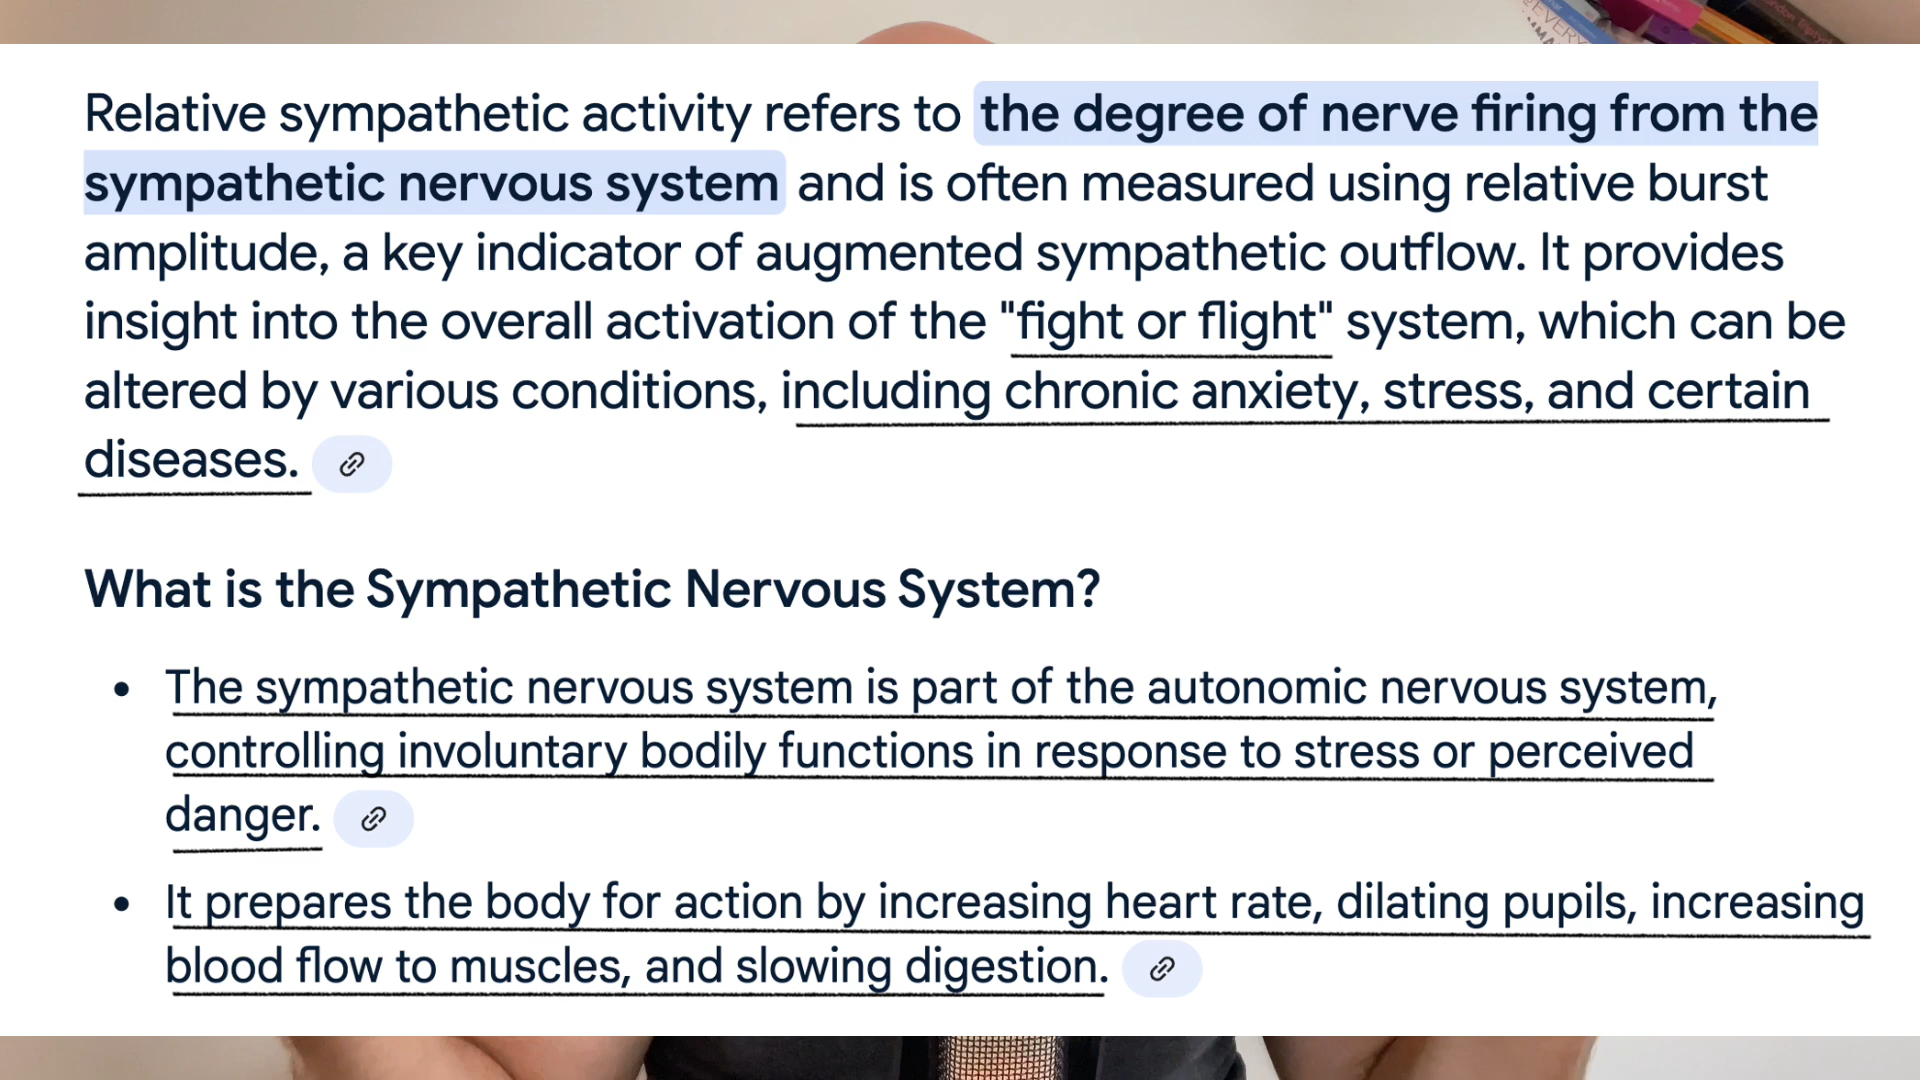 EVERY
Relative sympathetic activity refers to the degree of nerve firing from the
sympathetic nervous system and is often measured using relative burst
amplitude, a key indicator of augmented sympathetic outflow. It provides
insight into the overall activation of the "fight or flight" system, which can be
altered by various conditions, including chronic anxiety, stress, and certain
diseases.
What is the Sympathetic Nervous System?
• The sympathetic nervous system is part of the autonomic nervous system,
controlling involuntary bodily functions in response to stress or perceived
danger.
• It prepares the body for action by increasing heart rate, dilating pupils, increasing
blood flow to muscles, and slowing digestion.